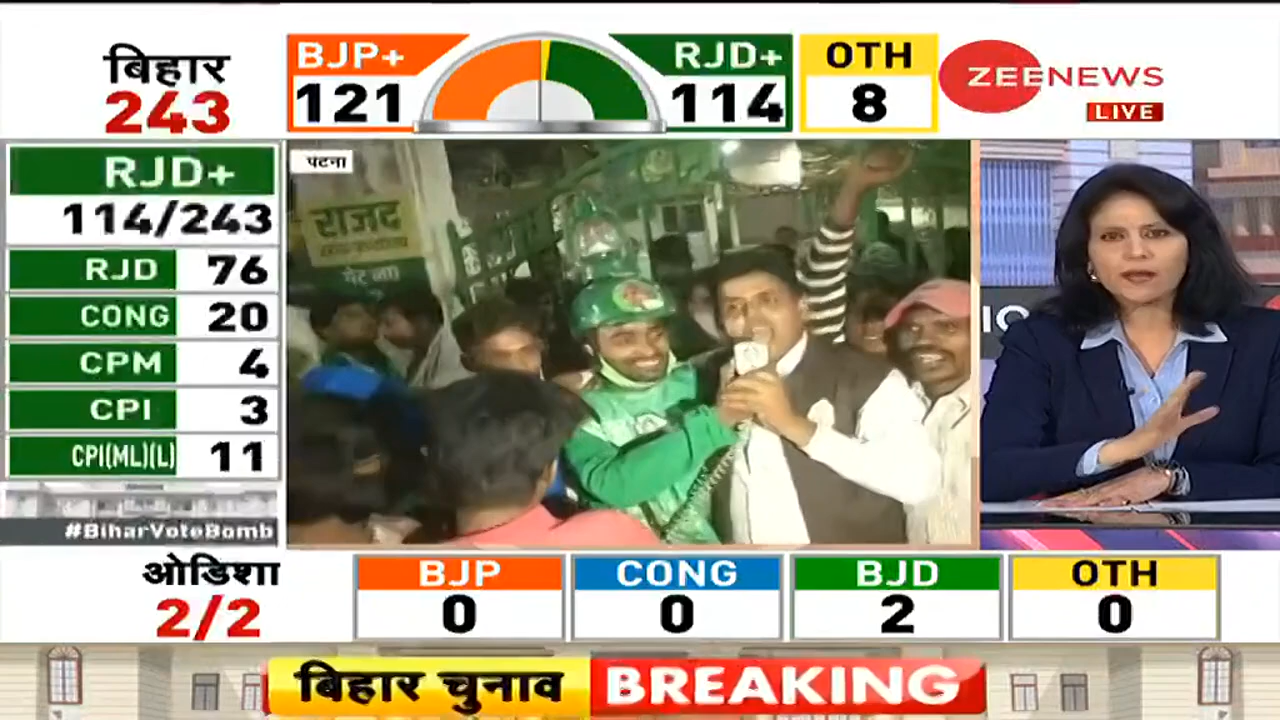 बिहार
243
BJP+
121
RJD+
114
OTH
8
ZEENEWS
LIVE
RJD+
114/243
RJD 76
CONG 20
CPM 4
CPI 3
CPI(ML)(L) 11
#BiharVoteBomb
पटना
राजद
ओडिशा
2/2
BJP
0
CONG
0
BJD
2
OTH
0
बिहार चुनाव
BREAKING